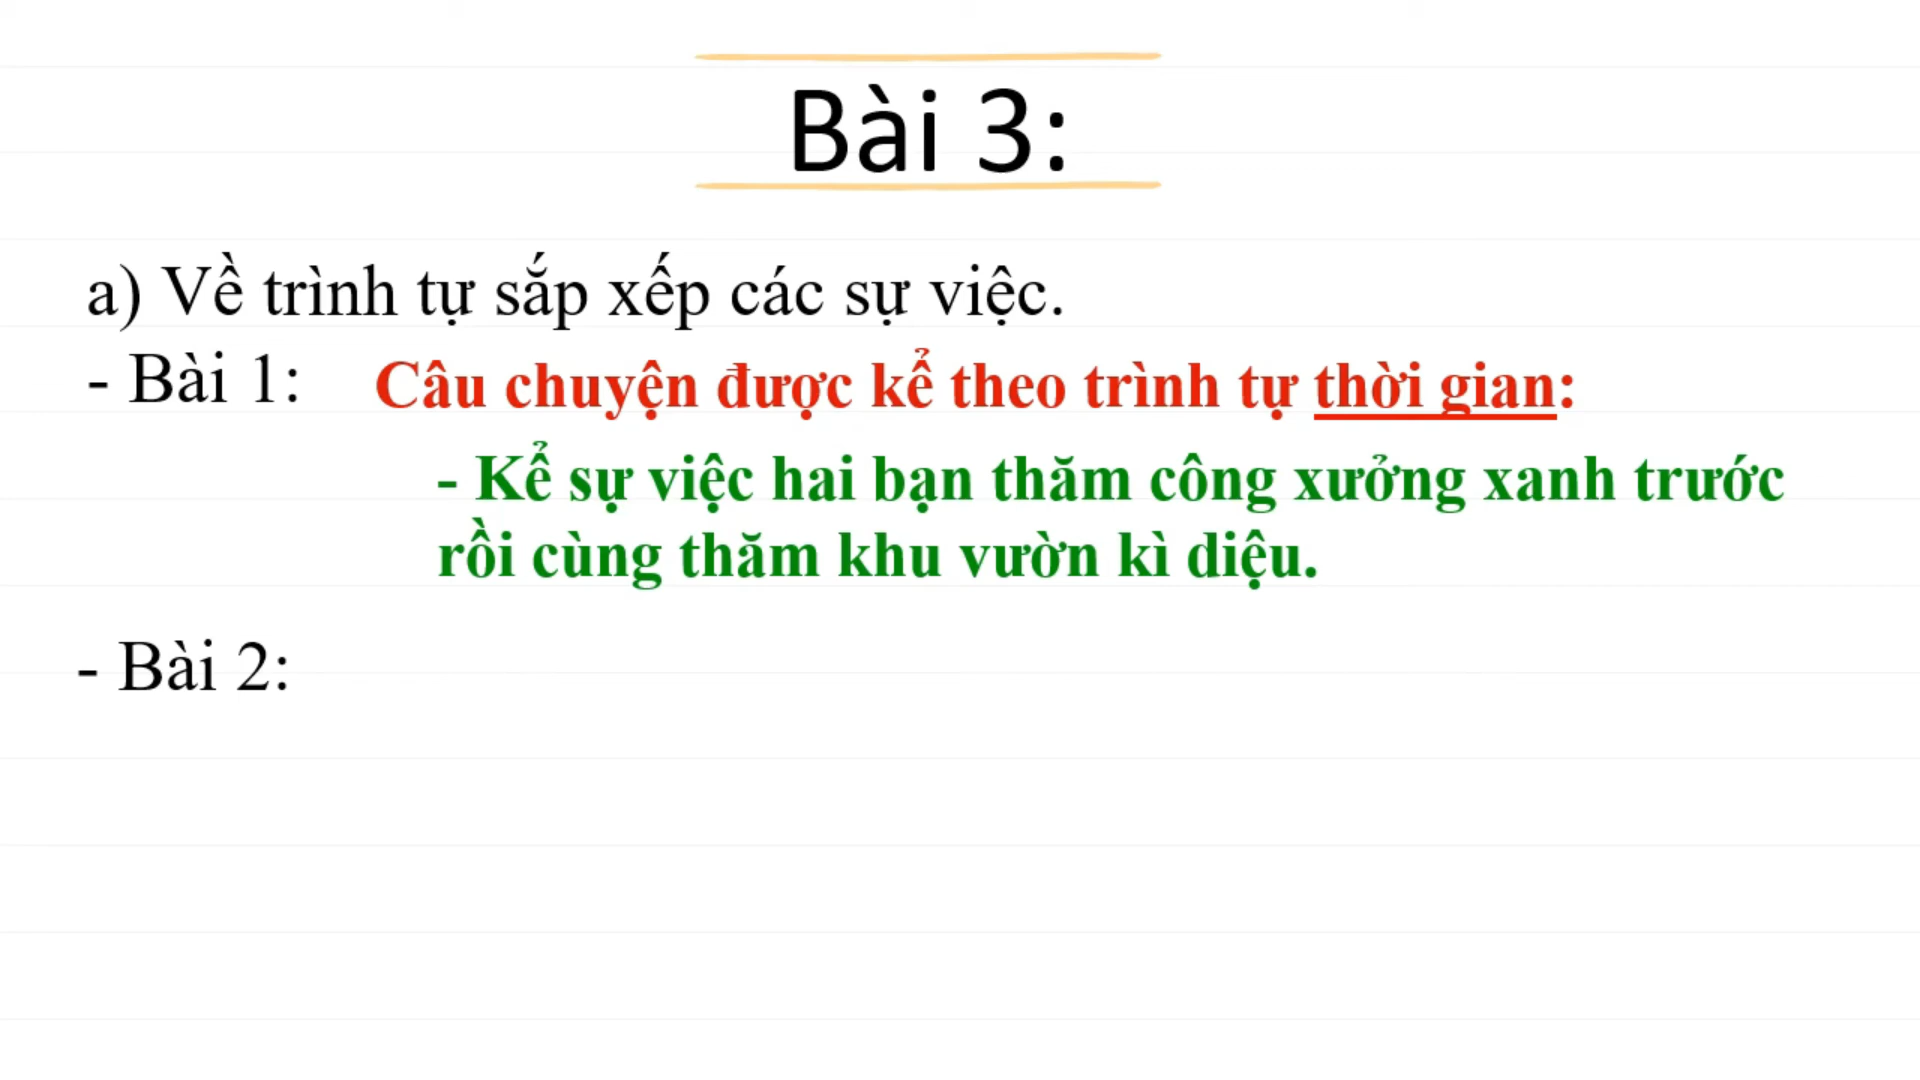 Bài 3:
a) Về trình tự sắp xếp các sự việc.
- Bài 1: Câu chuyện được kể theo trình tự thời gian:
- Kể sự việc hai bạn thăm công xưởng xanh trước
rồi cùng thăm khu vườn kì diệu.
- Bài 2: